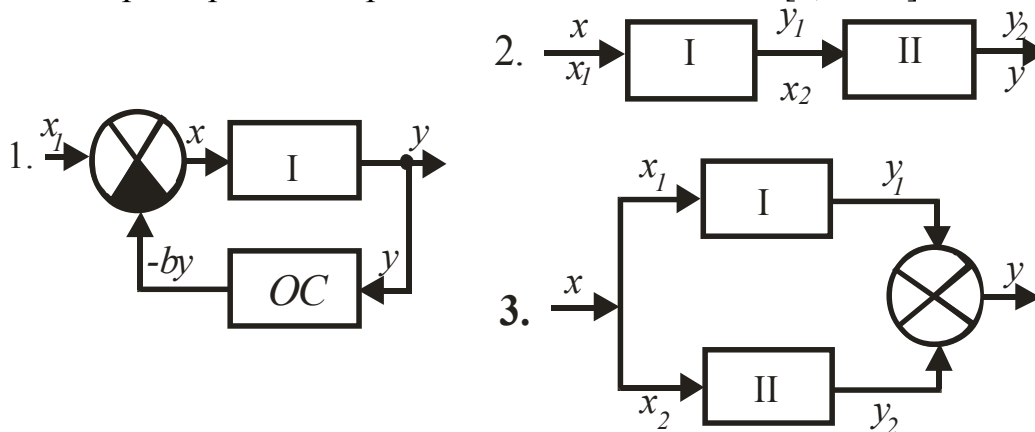 1.
x₁
x
I
y
-by
OC
y
2.
x
x₁
I
y₁
x₂
II
y₂
y
3.
x
x₁
I
y₁
x₂
II
y₂
y